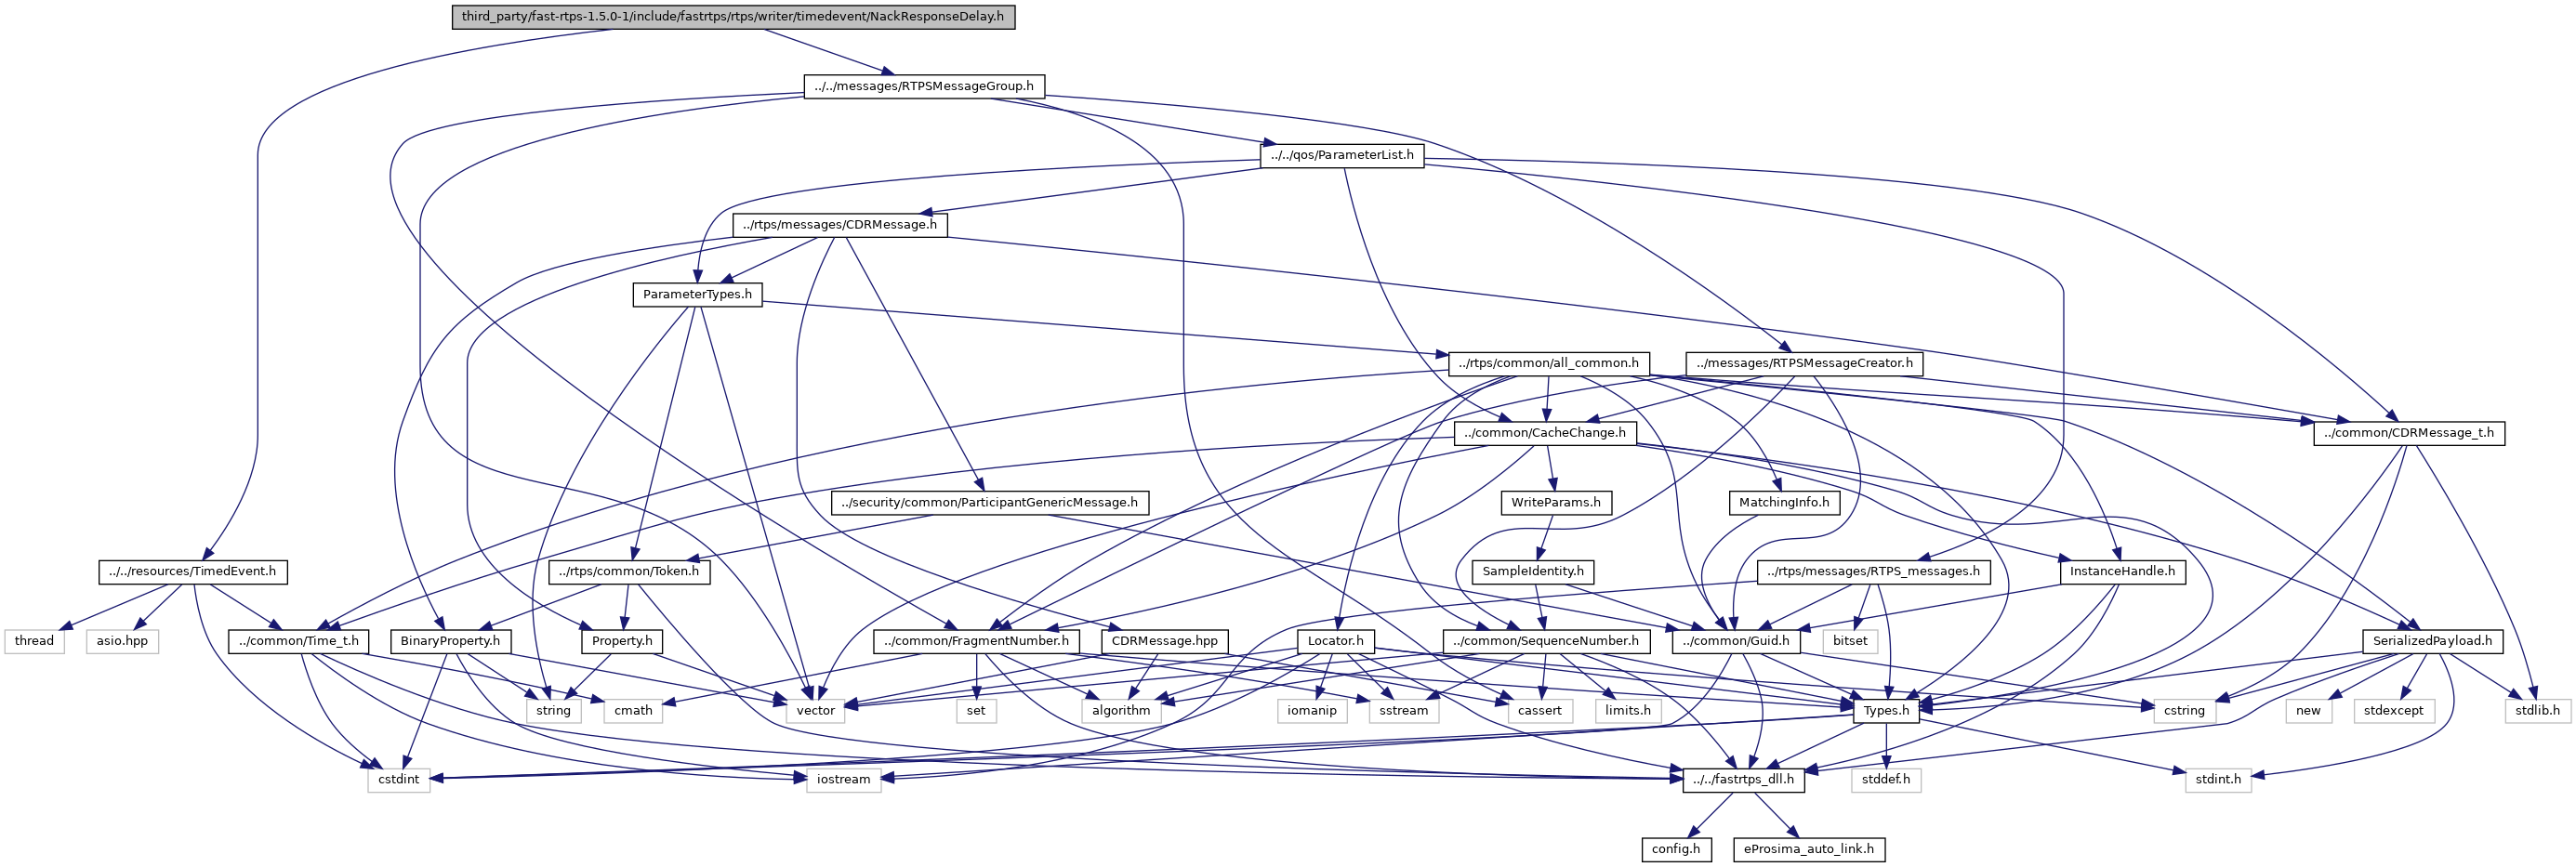 third_party/fast-rtps-1.5.0-1/include/fastrtps/rtps/writer/timedevent/NackResponseDelay.h
../../messages/RTPSMessageGroup.h
../../qos/ParameterList.h
../rtps/messages/CDRMessage.h
ParameterTypes.h
../rtps/common/all_common.h
../messages/RTPSMessageCreator.h
../common/CacheChange.h
../common/CDRMessage_t.h
../security/common/ParticipantGenericMessage.h
WriteParams.h
MatchingInfo.h
../../resources/TimedEvent.h
../rtps/common/Token.h
SampleIdentity.h
../rtps/messages/RTPS_messages.h
InstanceHandle.h
thread
asio.hpp
../common/Time_t.h
BinaryProperty.h
Property.h
../common/FragmentNumber.h
CDRMessage.hpp
Locator.h
../common/SequenceNumber.h
../common/Guid.h
bitset
SerializedPayload.h
string
cmath
vector
set
algorithm
iomanip
sstream
cassert
limits.h
Types.h
cstring
new
stdexcept
stdlib.h
cstdint
iostream
../../fastrtps_dll.h
stddef.h
stdint.h
config.h
eProsima_auto_link.h